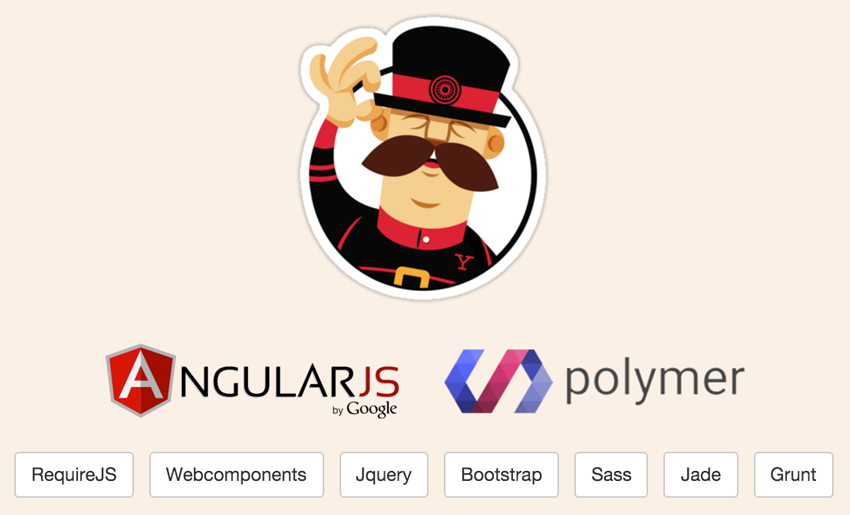 Y
ANGULARJS
by Google
polymer
RequireJS
Webcomponents
Jquery
Bootstrap
Sass
Jade
Grunt